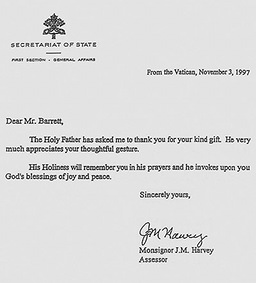 SECRETARIAT OF STATE
FIRST SECTION - GENERAL AFFAIRS
From the Vatican, November 3, 1997
Dear Mr. Barrett,
The Holy Father has asked me to thank you for your kind gift. He very
much appreciates your thoughtful gesture.
His Holiness will remember you in his prayers and he invokes upon you
God's blessings of joy and peace.
Sincerely yours,
JM Harvey
Monsignor J.M. Harvey
Assessor